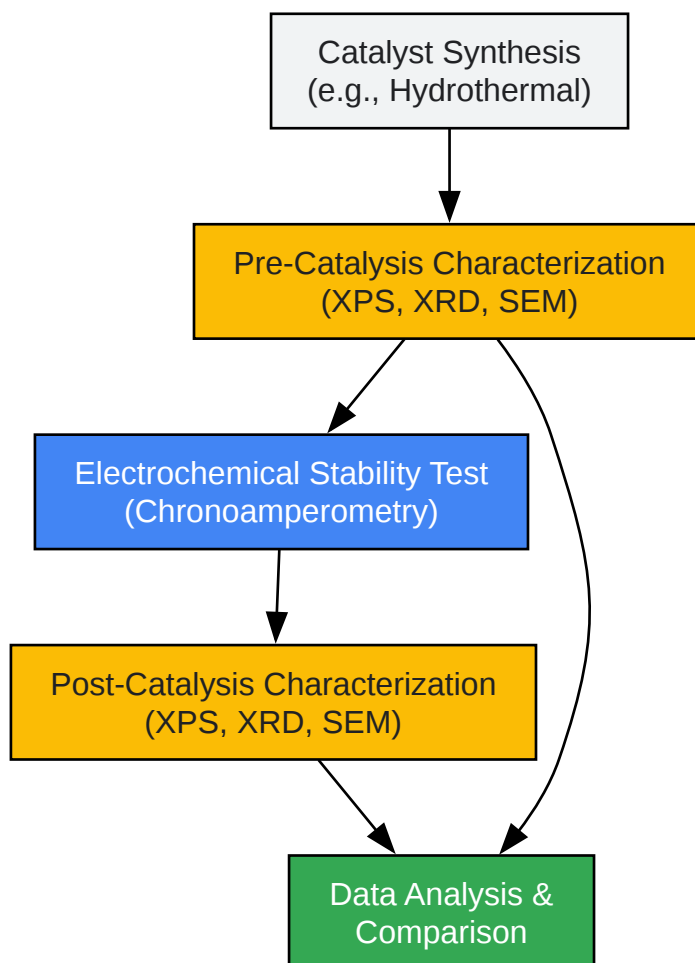 Catalyst Synthesis
(e.g., Hydrothermal)
Pre-Catalysis Characterization
(XPS, XRD, SEM)
Electrochemical Stability Test
(Chronoamperometry)
Post-Catalysis Characterization
(XPS, XRD, SEM)
Data Analysis &
Comparison